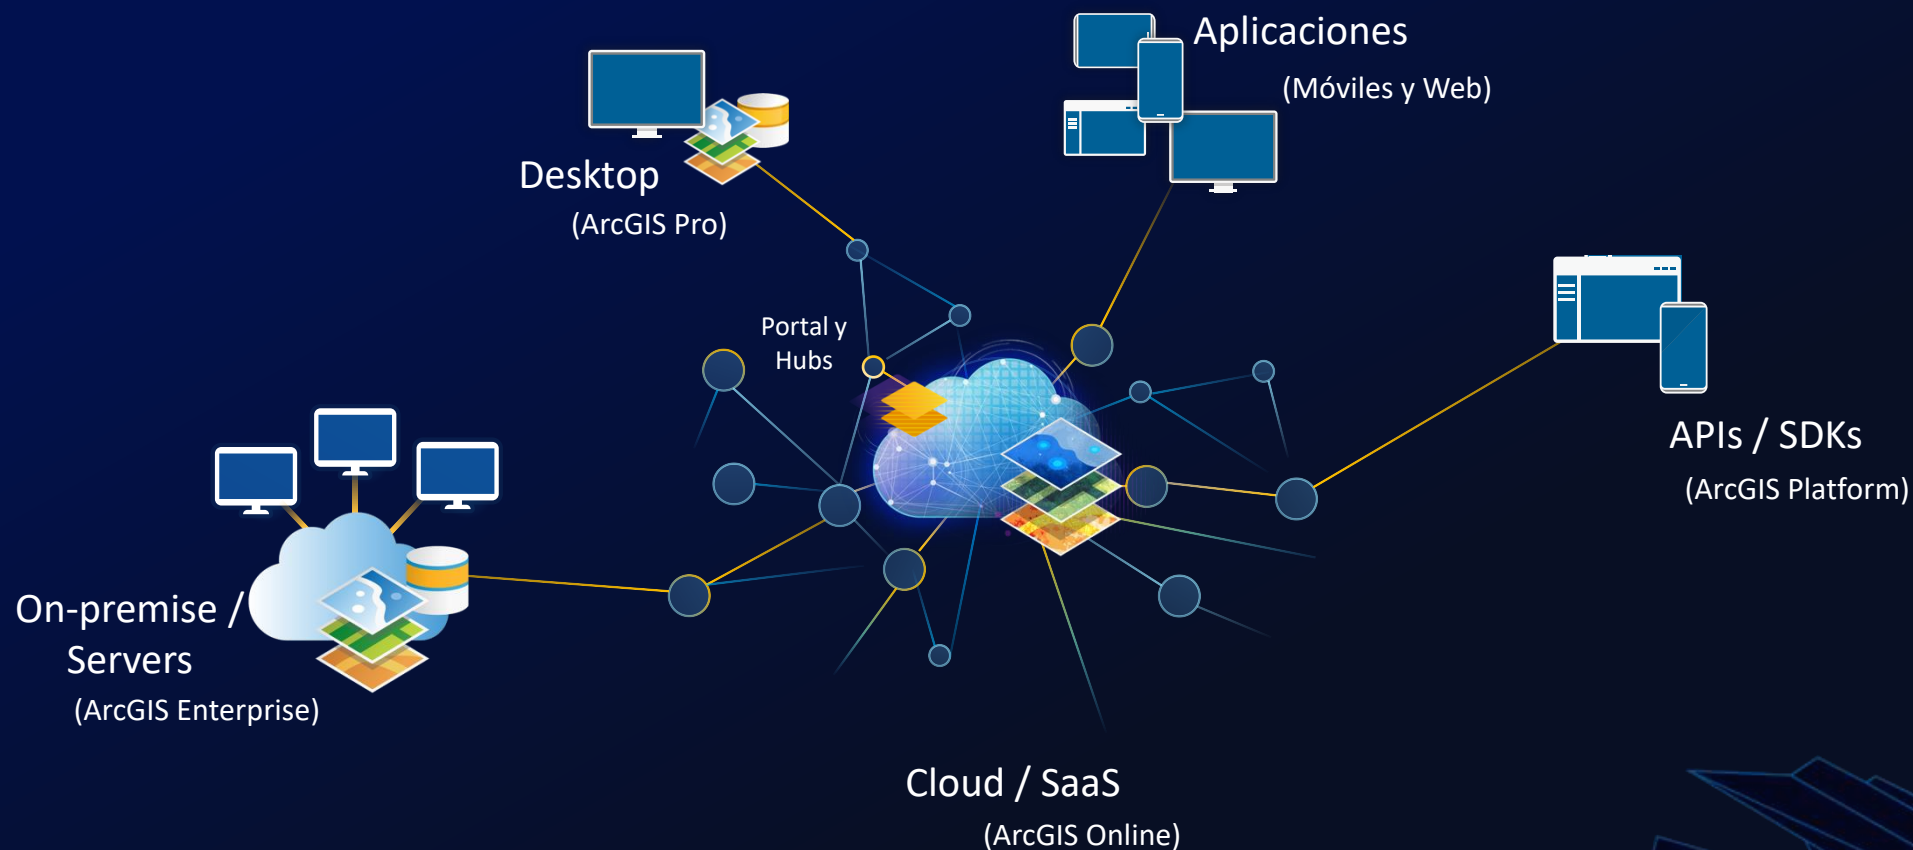 Aplicaciones
(Móviles y Web)
Desktop
(ArcGIS Pro)
Portal y
Hubs
APIs / SDKs
(ArcGIS Platform)
On-premise /
Servers
(ArcGIS Enterprise)
Cloud / SaaS
(ArcGIS Online)